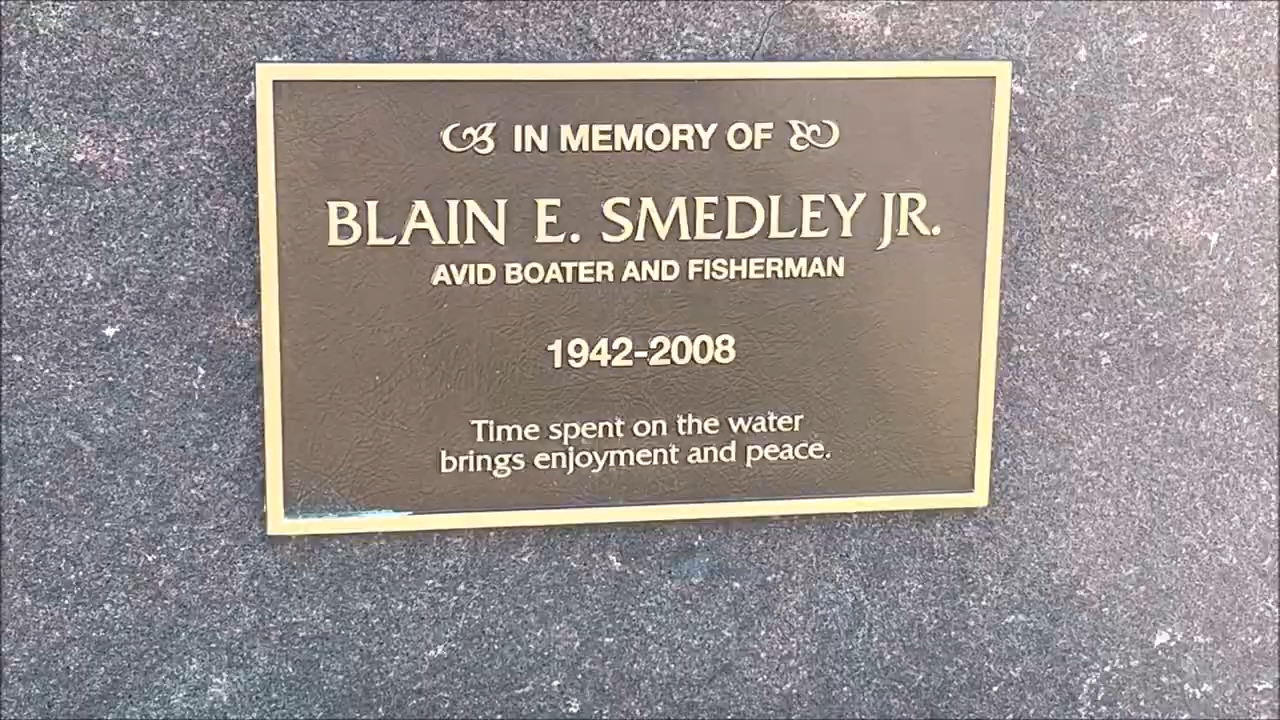 IN MEMORY OF
BLAIN E. SMEDLEY JR.
AVID BOATER AND FISHERMAN
1942-2008
Time spent on the water
brings enjoyment and peace.